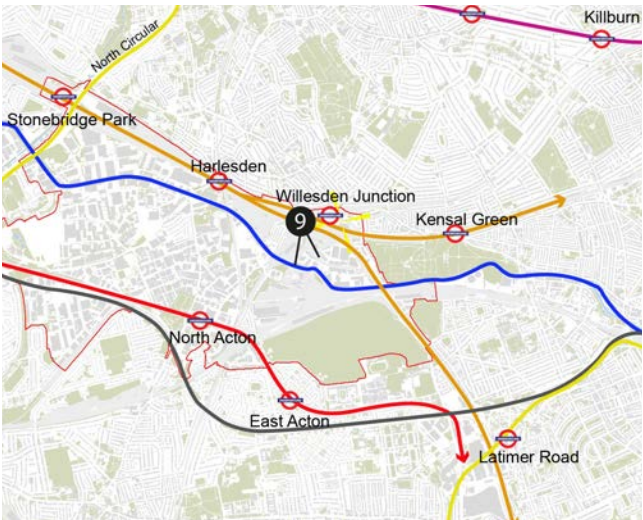 Killburn
North Circular
Stonebridge Park
Harlesden
Willesden Junction
9
Kensal Green
North Acton
East Acton
Latimer Road